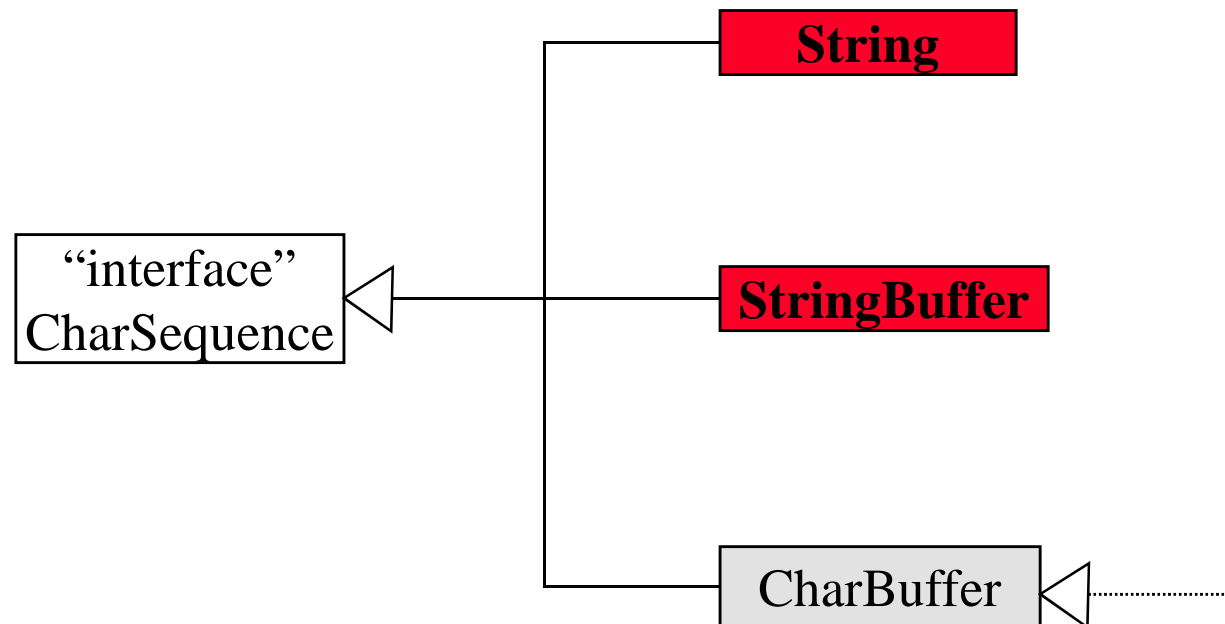 String
“interface”
CharSequence
StringBuffer
CharBuffer